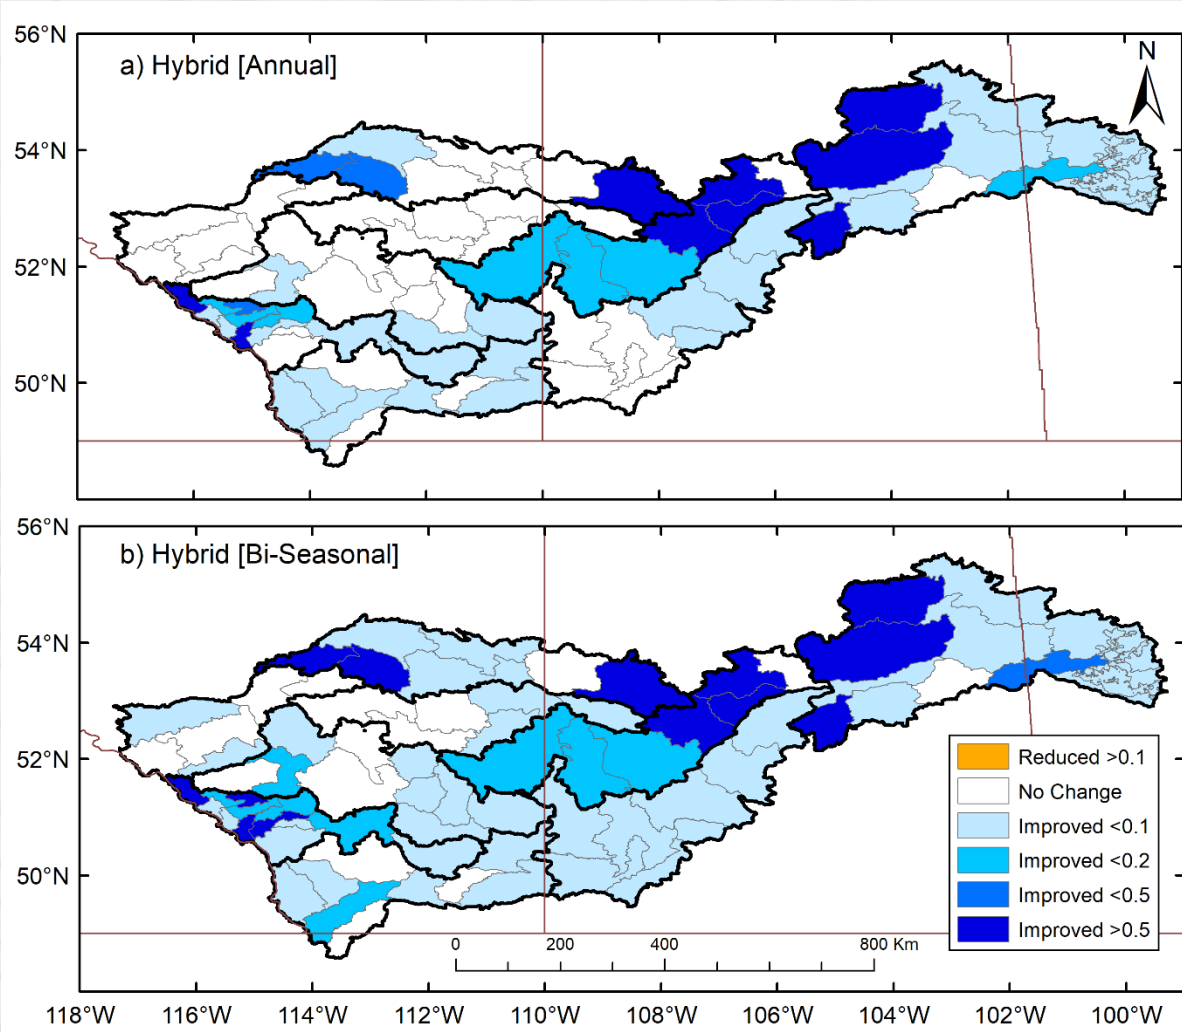 56°N
a) Hybrid [Annual]
N
54°N
52°N
50°N
56°N
b) Hybrid [Bi-Seasonal]
54°N
52°N
50°N
Reduced >0.1
No Change
Improved <0.1
Improved <0.2
Improved <0.5
Improved >0.5
0 200 400 800 Km
118°W 116°W 114°W 112°W 110°W 108°W 106°W 104°W 102°W 100°W